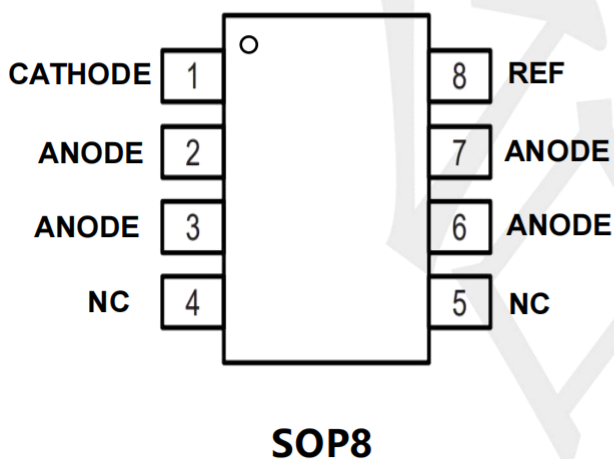 CATHODE 1 8 REF
ANODE 2 7 ANODE
ANODE 3 6 ANODE
NC 4 5 NC
SOP8